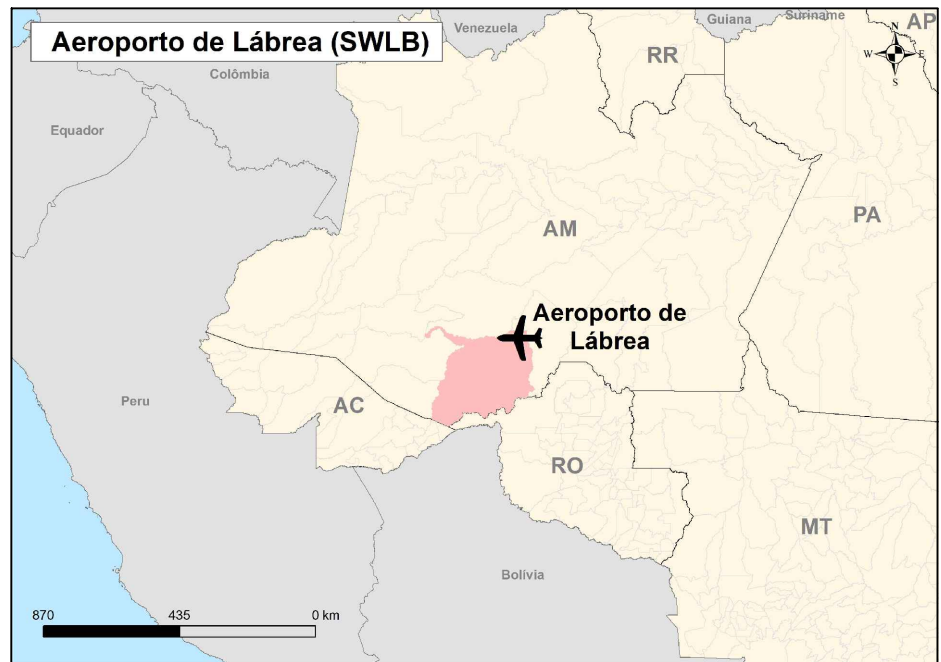 Aeroporto de Lábrea (SWLB)
Venezuela
Guiana
Suriname
AP
N
W
E
S
RR
Colômbia
Equador
PA
AM
Aeroporto de
Lábrea
Peru
AC
RO
MT
Bolívia
870
435
0 km